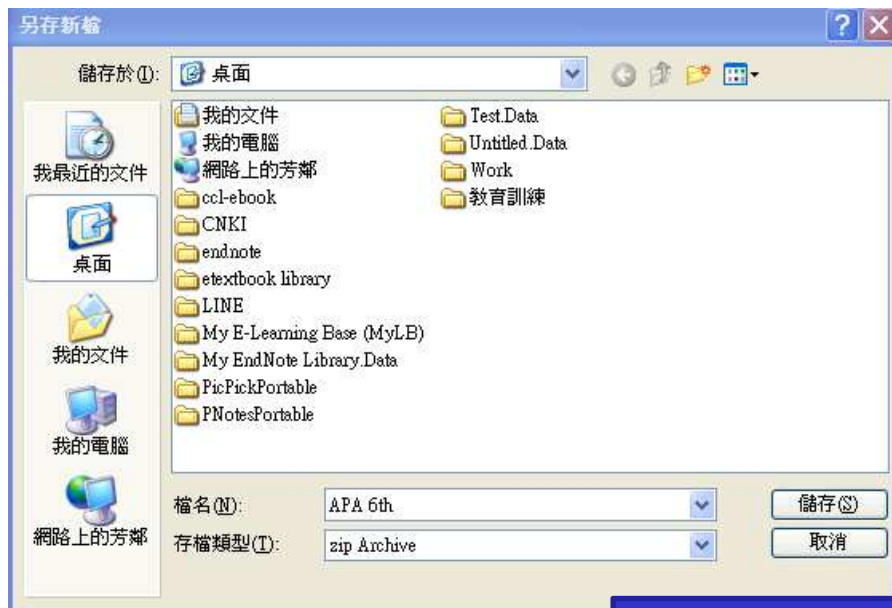 另存新檔
儲存於(I): 桌面
我最近的文件
桌面
我的文件
我的電腦
網路上的芳鄰
我的文件
我的電腦
網路上的芳鄰
ccl-ebook
CNKI
endnote
etextbook library
LINE
My E-Learning Base (MyLB)
My EndNote Library.Data
PicPickPortable
PNotesPortable
Test.Data
Untitled.Data
Work
教育訓練
檔名(N): APA 6th 儲存(S)
存檔類型(T): zip Archive 取消